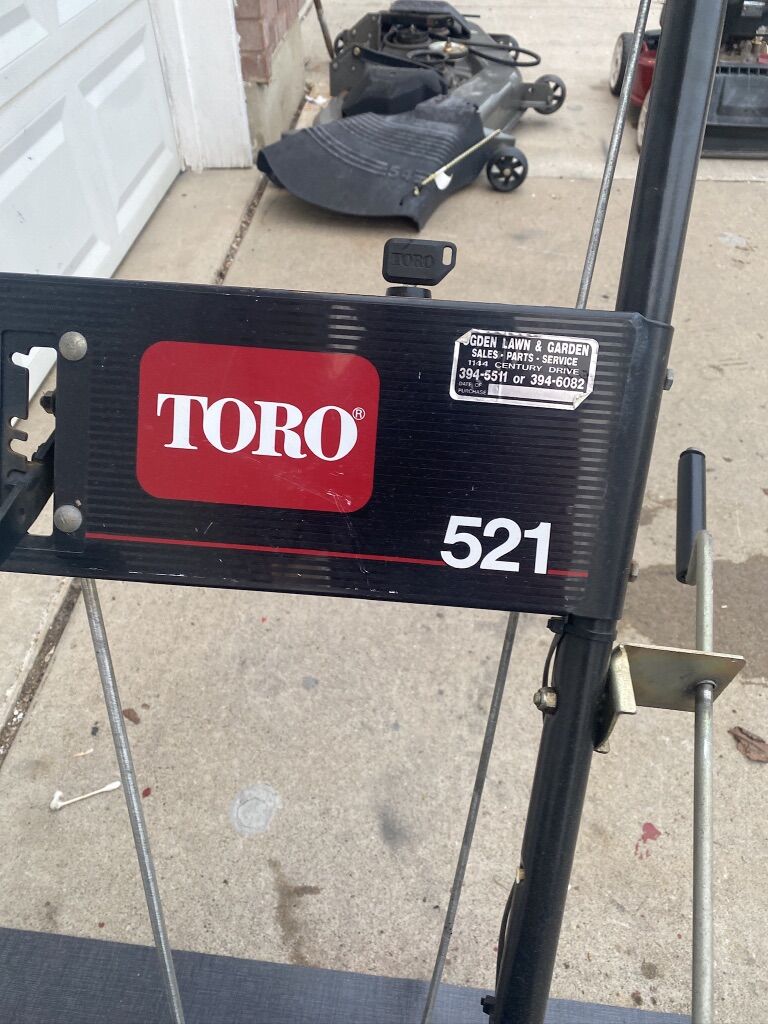 54
TORO
OGDEN LAWN & GARDEN
SALES - PARTS - SERVICE
1144 CENTURY DRIVE
394-5511 or 394-6082
DATE OF
PURCHASE
TORO®
521